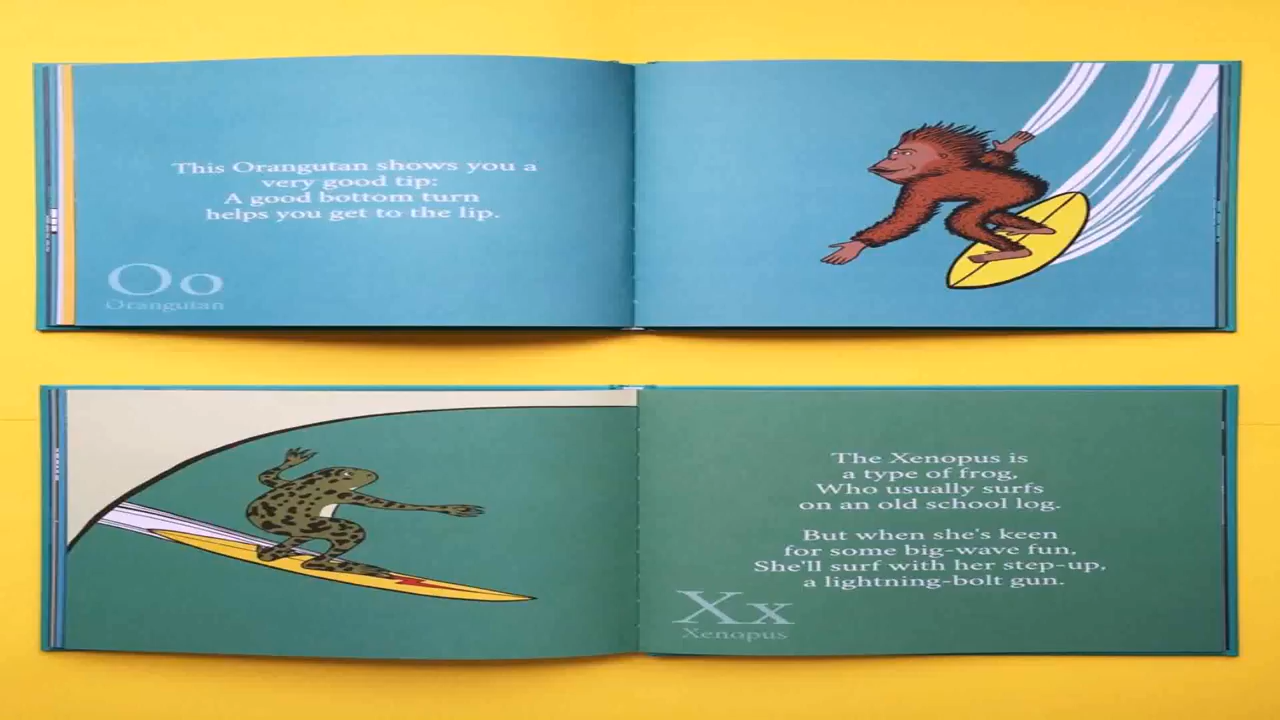 This Orangutan shows you a
very good tip:
A good bottom turn
helps you get to the lip.
Oo
Orangutan
The Xenopus is
a type of frog,
Who usually surfs
on an old school log.
But when she's keen
for some big-wave fun,
She'll surf with her step-up,
a lightning-bolt gun.
Xx
Xenopus